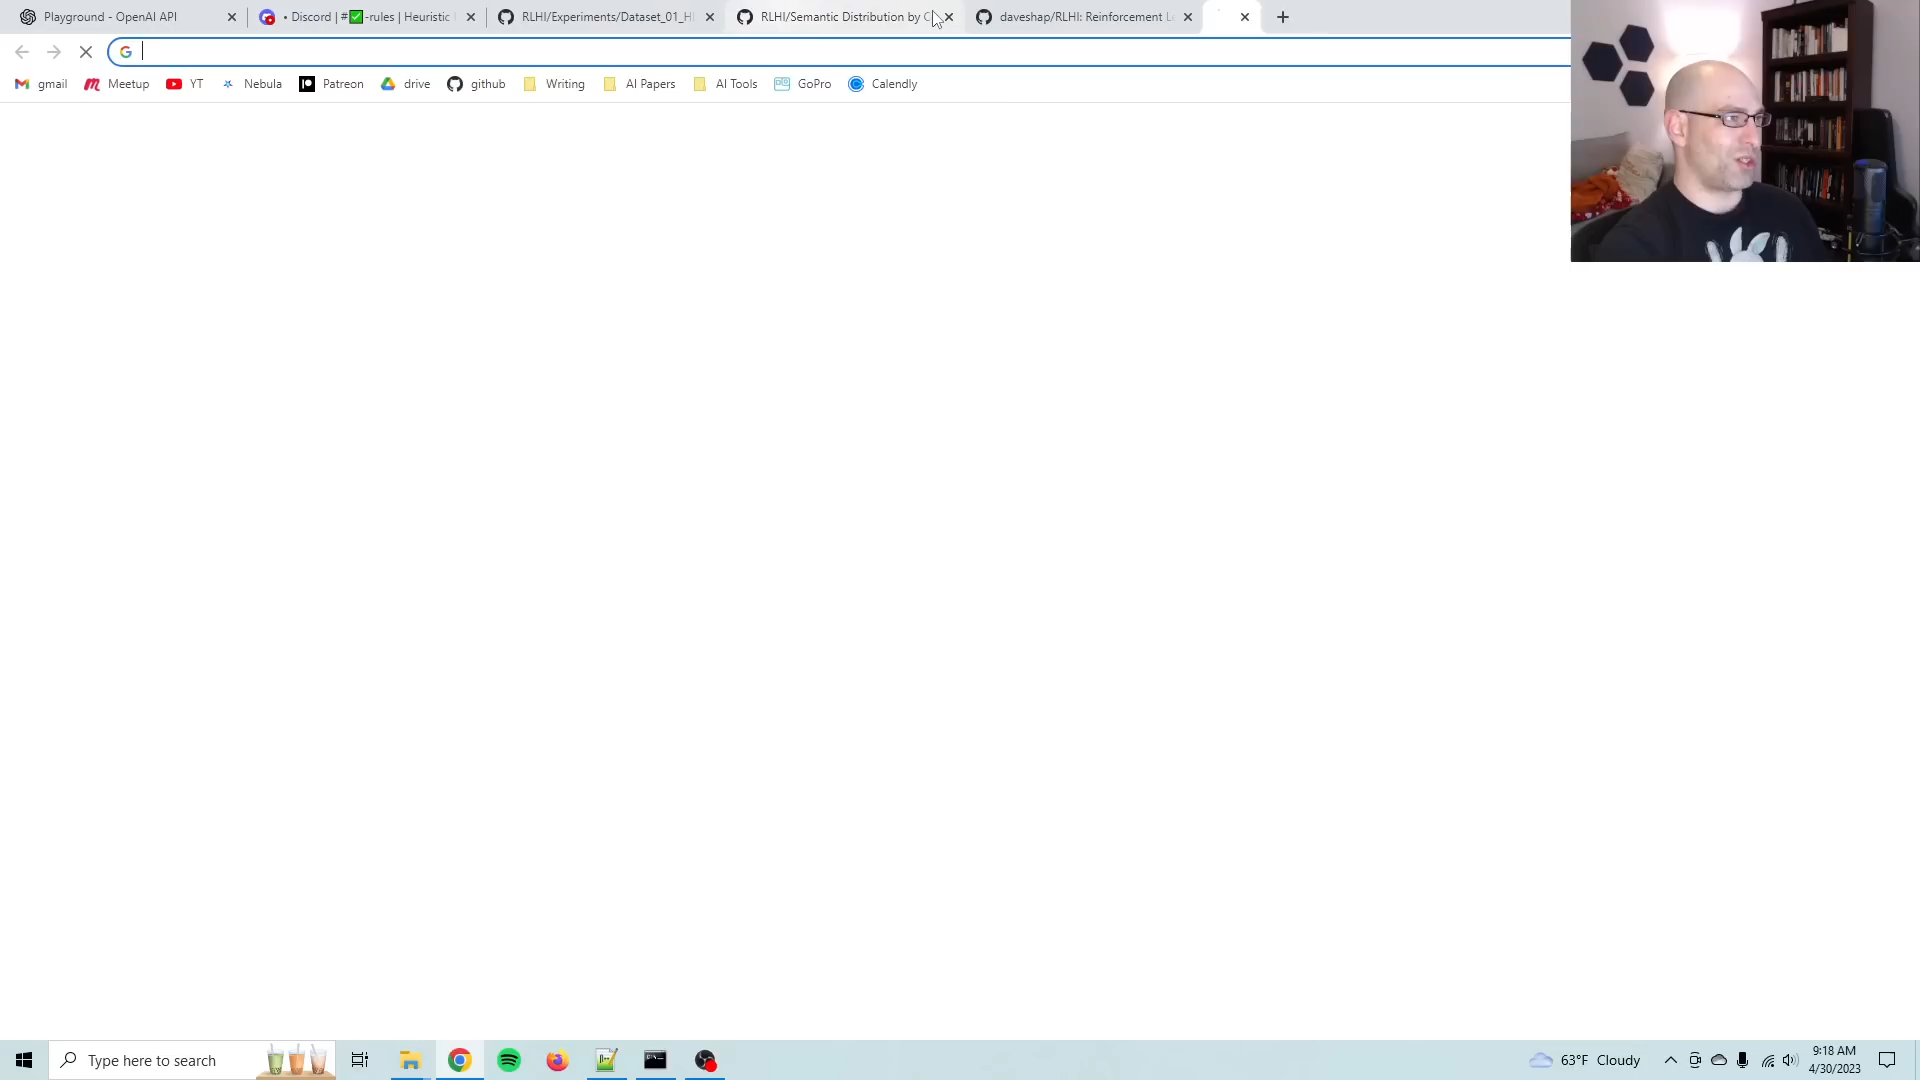 Playground - OpenAI API
• Discord | #✅-rules | Heuristic
RLHI/Experiments/Dataset_01_H
RLHI/Semantic Distribution by
daveshap/RLHI: Reinforcement L
gmail
Meetup
YT
Nebula
Patreon
drive
github
Writing
AI Papers
AI Tools
GoPro
Calendly
Type here to search
63°F Cloudy
9:18 AM
4/30/2023